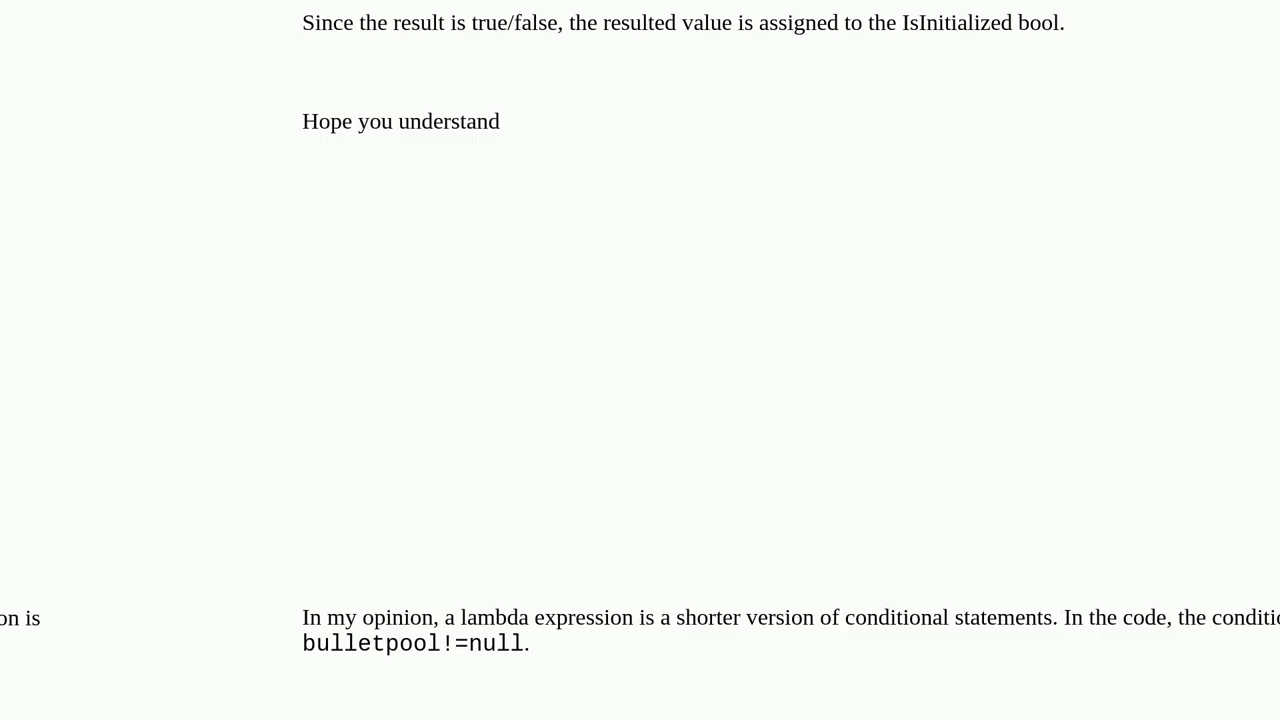 Since the result is true/false, the resulted value is assigned to the IsInitialized bool.
Hope you understand
on is
In my opinion, a lambda expression is a shorter version of conditional statements. In the code, the conditio
bulletpool!=null.